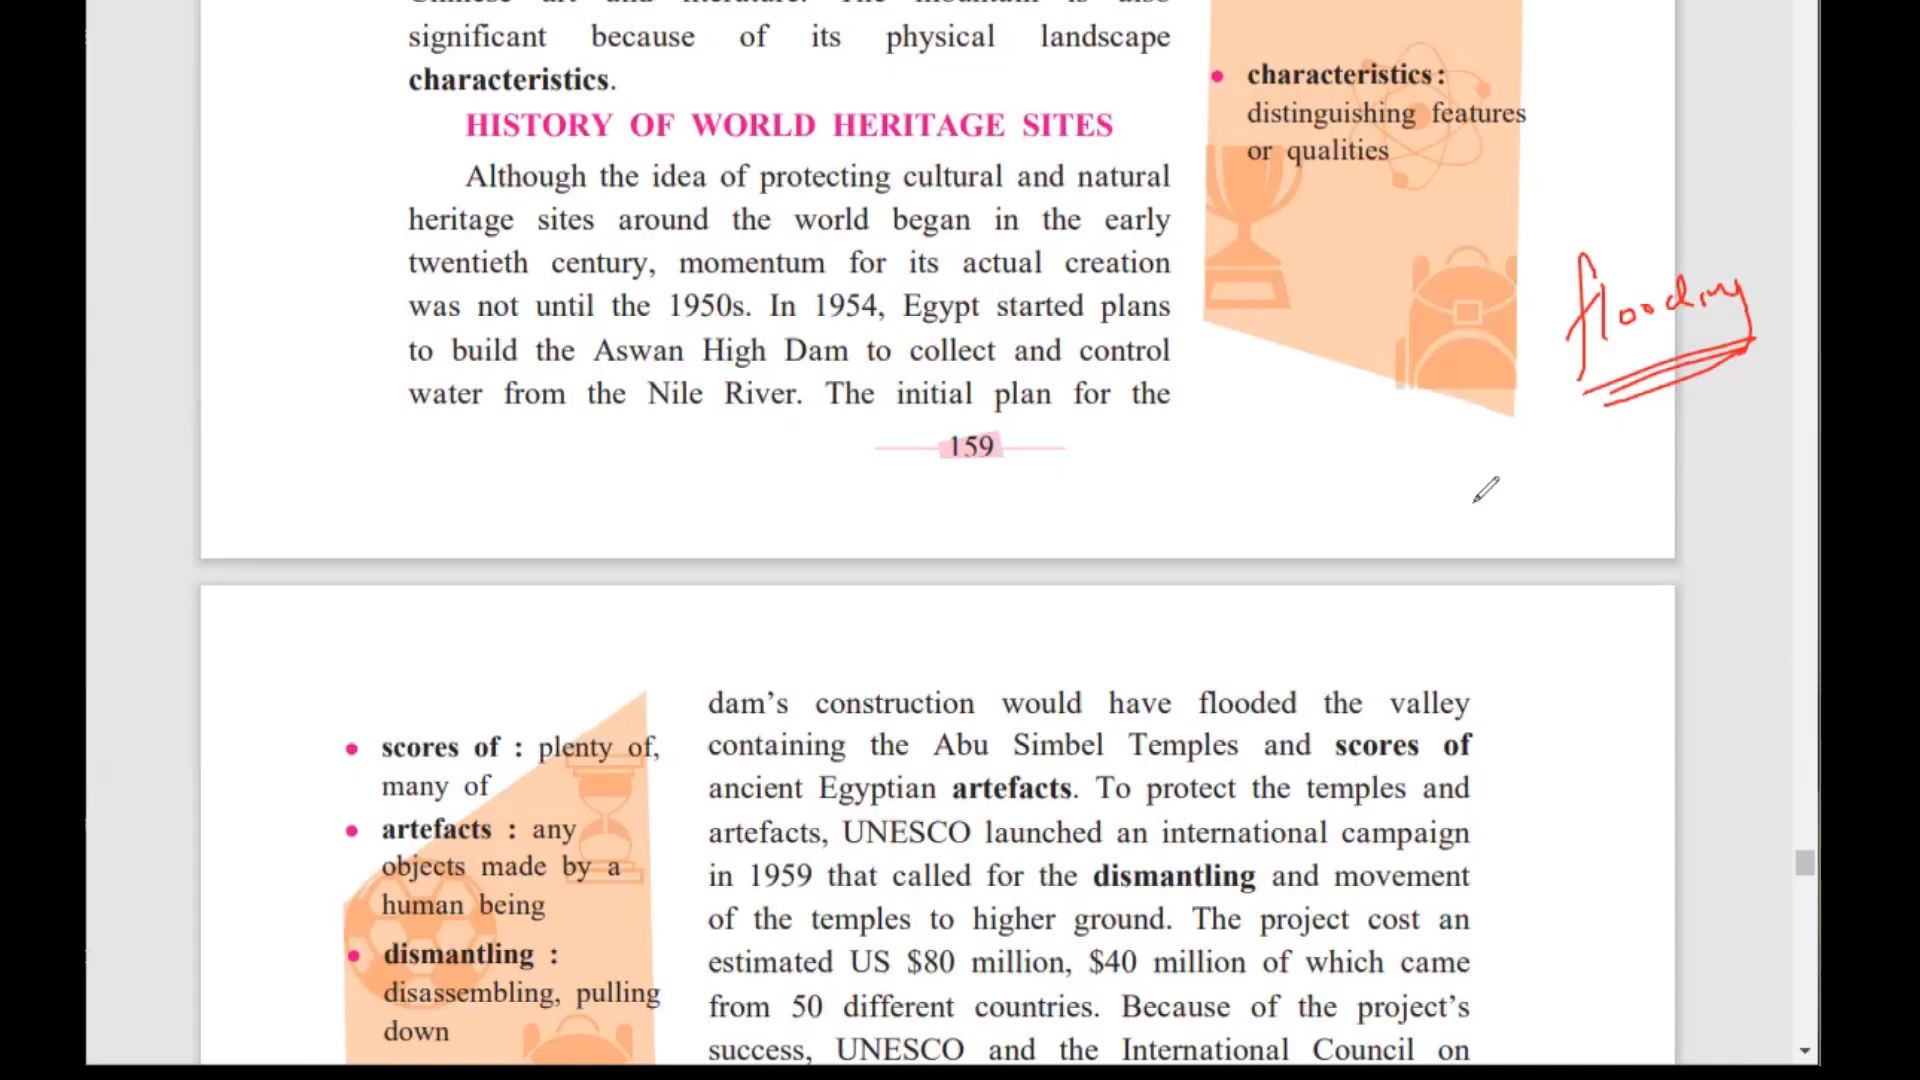 Chinese art and literature. The mountain is also
significant because of its physical landscape
characteristics.
• characteristics :
distinguishing features
or qualities
HISTORY OF WORLD HERITAGE SITES
Although the idea of protecting cultural and natural
heritage sites around the world began in the early
twentieth century, momentum for its actual creation
was not until the 1950s. In 1954, Egypt started plans
to build the Aswan High Dam to collect and control
water from the Nile River. The initial plan for the
flooding
159
• scores of : plenty of,
many of
• artefacts : any
objects made by a
human being
• dismantling :
disassembling, pulling
down
dam’s construction would have flooded the valley
containing the Abu Simbel Temples and scores of
ancient Egyptian artefacts. To protect the temples and
artefacts, UNESCO launched an international campaign
in 1959 that called for the dismantling and movement
of the temples to higher ground. The project cost an
estimated US $80 million, $40 million of which came
from 50 different countries. Because of the project’s
success, UNESCO and the International Council on